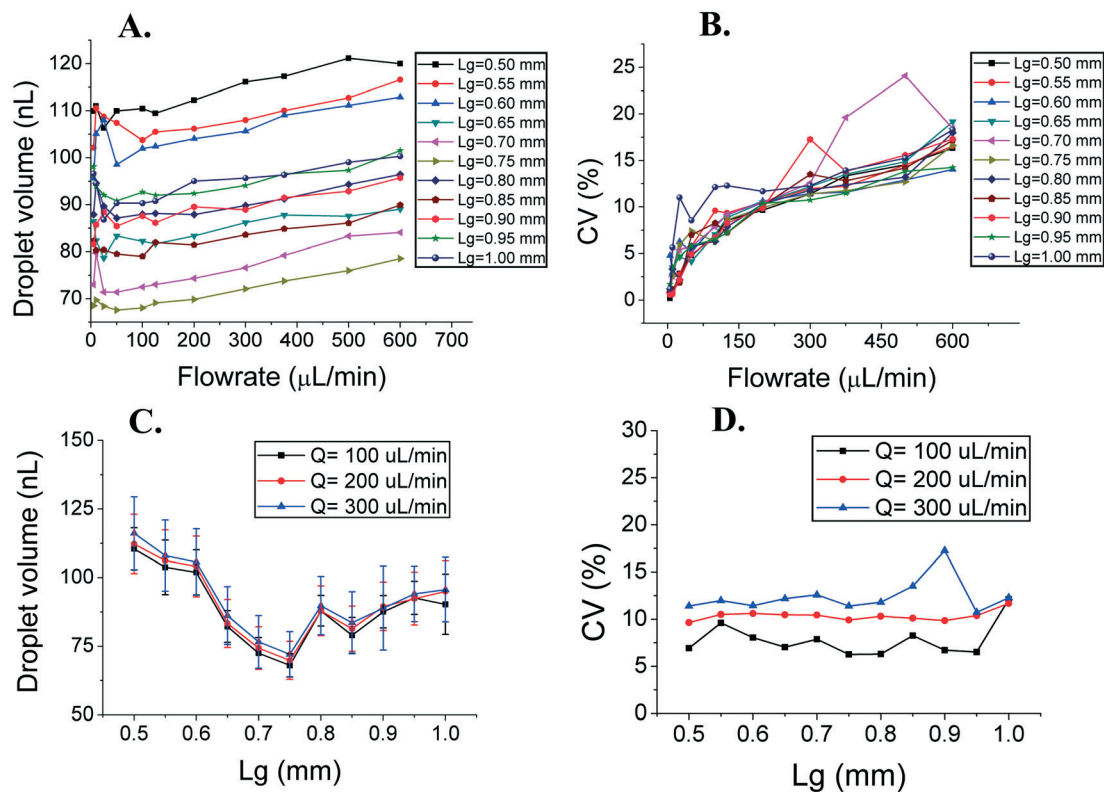 A.
Droplet volume (nL)
120
110
100
90
80
70
0 100 200 300 400 500 600 700
Flowrate (μL/min)
Lg=0.50 mm
Lg=0.55 mm
Lg=0.60 mm
Lg=0.65 mm
Lg=0.70 mm
Lg=0.75 mm
Lg=0.80 mm
Lg=0.85 mm
Lg=0.90 mm
Lg=0.95 mm
Lg=1.00 mm
B.
CV (%)
25
20
15
10
5
0
0 150 300 450 600
Flowrate (μL/min)
Lg=0.50 mm
Lg=0.55 mm
Lg=0.60 mm
Lg=0.65 mm
Lg=0.70 mm
Lg=0.75 mm
Lg=0.80 mm
Lg=0.85 mm
Lg=0.90 mm
Lg=0.95 mm
Lg=1.00 mm
C.
Droplet volume (nL)
150
125
100
75
50
0.5 0.6 0.7 0.8 0.9 1.0
Lg (mm)
Q= 100 uL/min
Q= 200 uL/min
Q= 300 uL/min
D.
CV (%)
30
25
20
15
10
5
0
0.5 0.6 0.7 0.8 0.9 1.0
Lg (mm)
Q= 100 uL/min
Q= 200 uL/min
Q= 300 uL/min